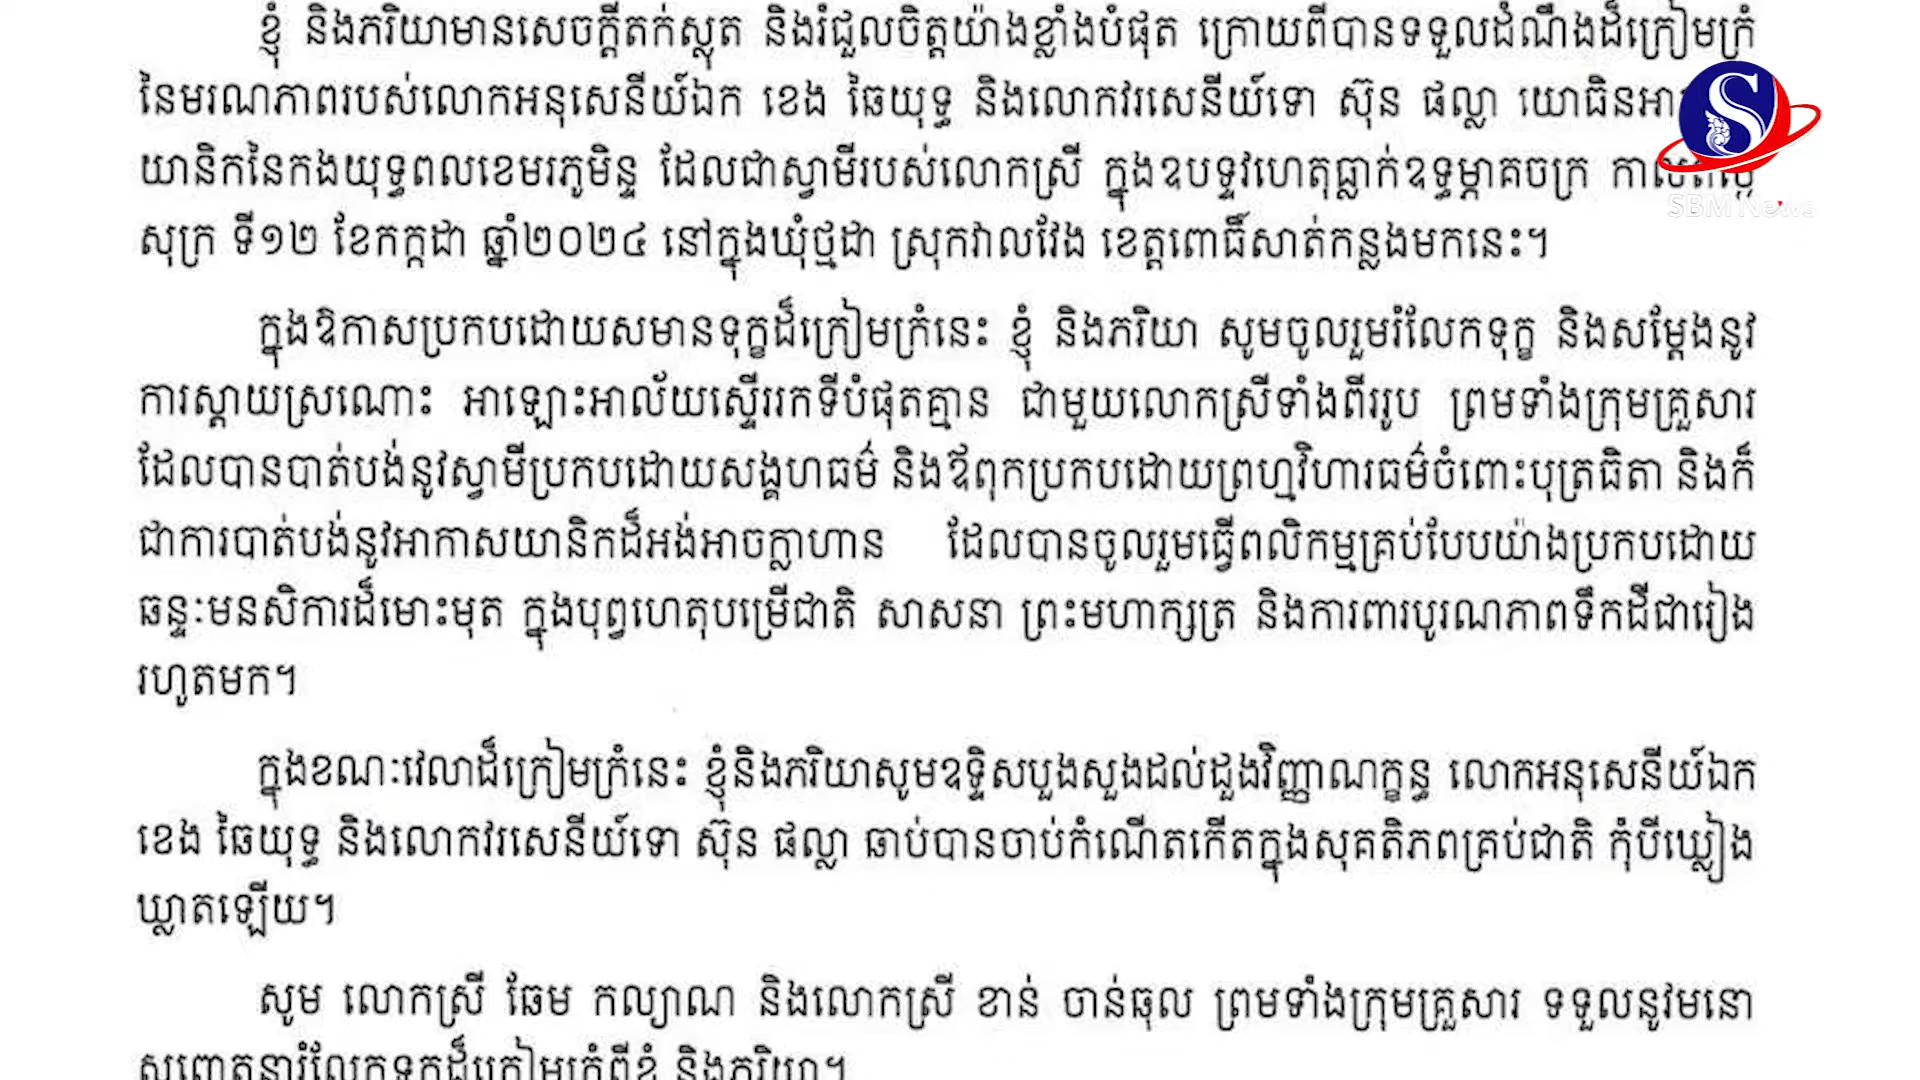 ខ្ញុំ និងភរិយាមានសេចក្តីតក់ស្លុត និងរំជួលចិត្តយ៉ាងខ្លាំងបំផុត ក្រោយពីបានទទួលដំណឹងដ៏ក្រៀមក្រំ
នៃមរណភាពរបស់លោកអនុសេនីយ៍ឯក ខេង ឆៃយុទ្ធ និងលោកវរសេនីយ៍ទោ ស៊ុន ផល្លា យោធិនអា
យានិកនៃកងយុទ្ធពលខេមរភូមិន្ទ ដែលជាស្វាមីរបស់លោកស្រី ក្នុងឧបទ្ទវហេតុធ្លាក់ឧទ្ធម្ភាគចក្រ
SBM News
សុក្រ ទី១២ ខែកក្កដា ឆ្នាំ២០២៤ នៅក្នុងឃុំថ្មដា ស្រុកវាលវែង ខេត្តពោធិ៍សាត់កន្លងមកនេះ។
ក្នុងឱកាសប្រកបដោយសមានទុក្ខដ៏ក្រៀមក្រំនេះ ខ្ញុំ និងភរិយា សូមចូលរួមរំលែកទុក្ខ និងសម្តែងនូវ
ការស្តាយស្រណោះ អាឡោះអាល័យស្ទើររកទីបំផុតគ្មាន ជាមួយលោកស្រីទាំងពីររូប ព្រមទាំងក្រុមគ្រួសារ
ដែលបានបាត់បង់នូវស្វាមីប្រកបដោយសង្គហធម៌ និងឪពុកប្រកបដោយព្រហ្មវិហារធម៌ចំពោះបុត្រធិតា និងក៏
ជាការបាត់បង់នូវអាកាសយានិកដ៏អង់អាចក្លាហាន ដែលបានចូលរួមធ្វើពលិកម្មគ្រប់បែបយ៉ាងប្រកបដោយ
ឆន្ទៈមនសិការដ៏មោះមុត ក្នុងបុព្វហេតុបម្រើជាតិ សាសនា ព្រះមហាក្សត្រ និងការពារបូរណភាពទឹកដីជារៀង
រហូតមក។
ក្នុងខណៈវេលាដ៏ក្រៀមក្រំនេះ ខ្ញុំនិងភរិយាសូមឧទ្ទិសបួងសួងដល់ដួងវិញ្ញាណក្ខន្ធ លោកអនុសេនីយ៍ឯក
ខេង ឆៃយុទ្ធ និងលោកវរសេនីយ៍ទោ ស៊ុន ផល្លា ឆាប់បានចាប់កំណើតកើតក្នុងសុគតិភពគ្រប់ជាតិ កុំបីឃ្លៀង
ឃ្លាតឡើយ។
សូម លោកស្រី ឆែម កល្យាណ និងលោកស្រី ខាន់ ចាន់ធុល ព្រមទាំងក្រុមគ្រួសារ ទទួលនូវមនោ
សញ្ចេតនារំលែកទុក្ខដ៏ក្រៀមក្រំពីខ្ញុំ និងភរិយា។